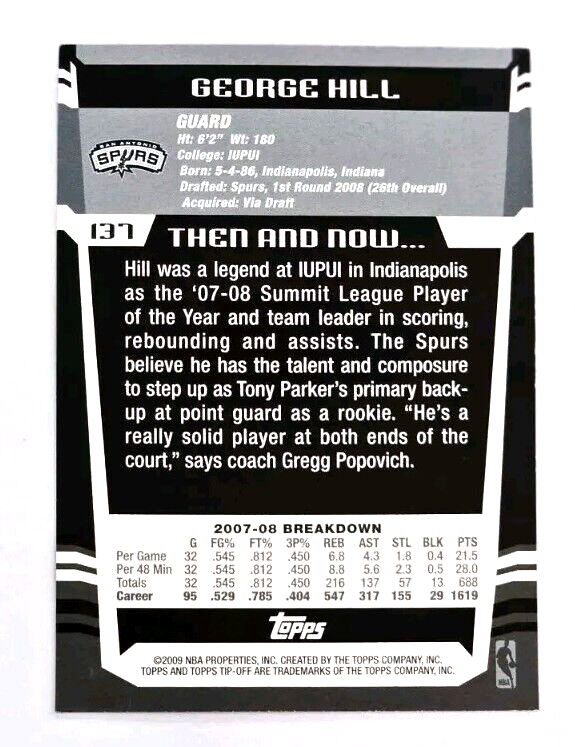 GEORGE HILL
SAN ANTONIO
SPURS
GUARD
Ht: 6'2" Wt: 180
College: IUPUI
Born: 5-4-86, Indianapolis, Indiana
Drafted: Spurs, 1st Round 2008 (26th Overall)
Acquired: Via Draft
137 THEN AND NOW...
Hill was a legend at IUPUI in Indianapolis
as the '07-08 Summit League Player
of the Year and team leader in scoring,
rebounding and assists. The Spurs
believe he has the talent and composure
to step up as Tony Parker's primary back-
up at point guard as a rookie. "He's a
really solid player at both ends of the
court," says coach Gregg Popovich.
2007-08 BREAKDOWN
G FG% FT% 3P% REB AST STL BLK PTS
Per Game 32 .545 .812 .450 6.8 4.3 1.8 0.4 21.5
Per 48 Min 32 .545 .812 .450 8.8 5.6 2.3 0.5 28.0
Totals 32 .545 .812 .450 216 137 57 13 688
Career 95 .529 .785 .404 547 317 155 29 1619
topps
©2009 NBA PROPERTIES, INC. CREATED BY THE TOPPS COMPANY, INC.
TOPPS AND TOPPS TIP-OFF ARE TRADEMARKS OF THE TOPPS COMPANY, INC.
NBA